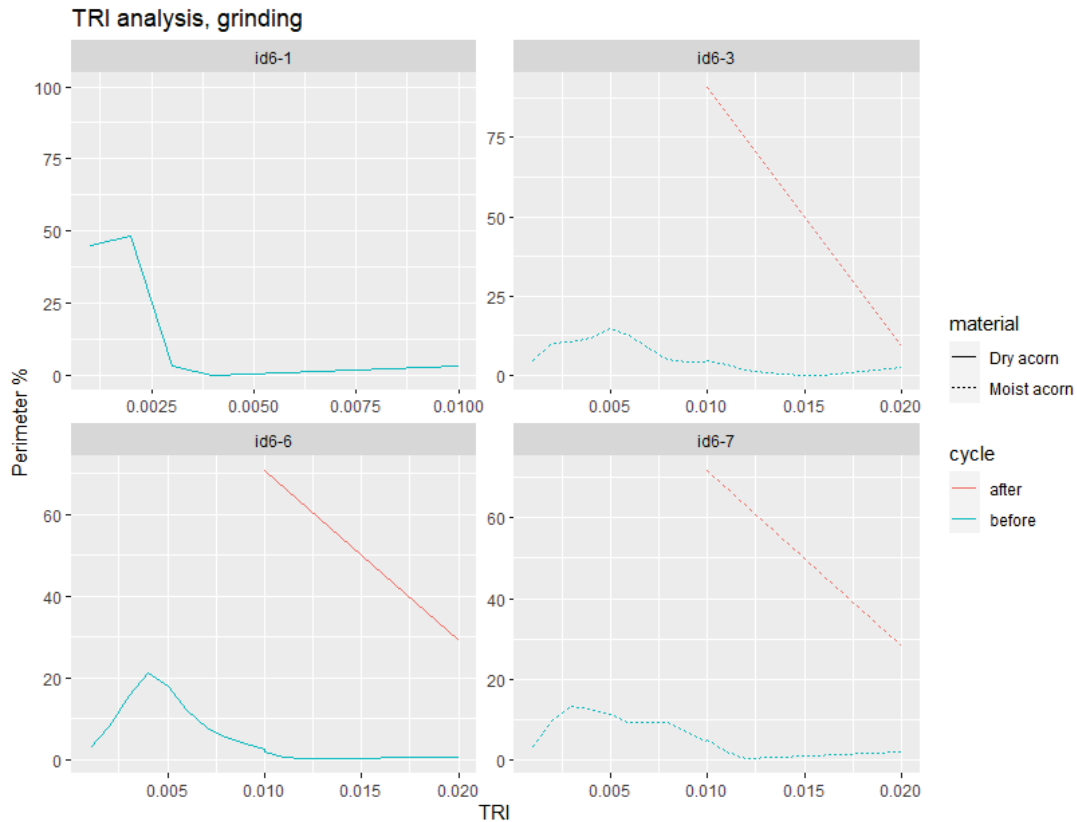 TRI analysis, grinding
id6-1
id6-3
100
75
50
25
0
75
50
25
0
0.0025
0.0050
0.0075
0.0100
0.005
0.010
0.015
0.020
Perimeter %
id6-6
id6-7
60
40
20
0
60
40
20
0
0.005
0.010
0.015
0.020
0.005
0.010
0.015
0.020
TRI
material
Dry acorn
Moist acorn
cycle
after
before